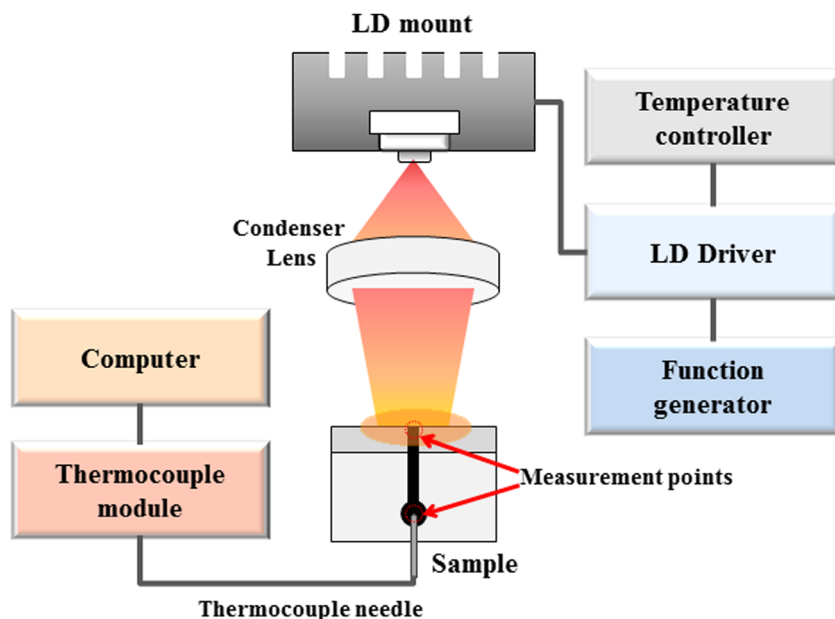 LD mount
Temperature
controller
Condenser
Lens
LD Driver
Computer
Function
generator
Thermocouple
module
Measurement points
Sample
Thermocouple needle